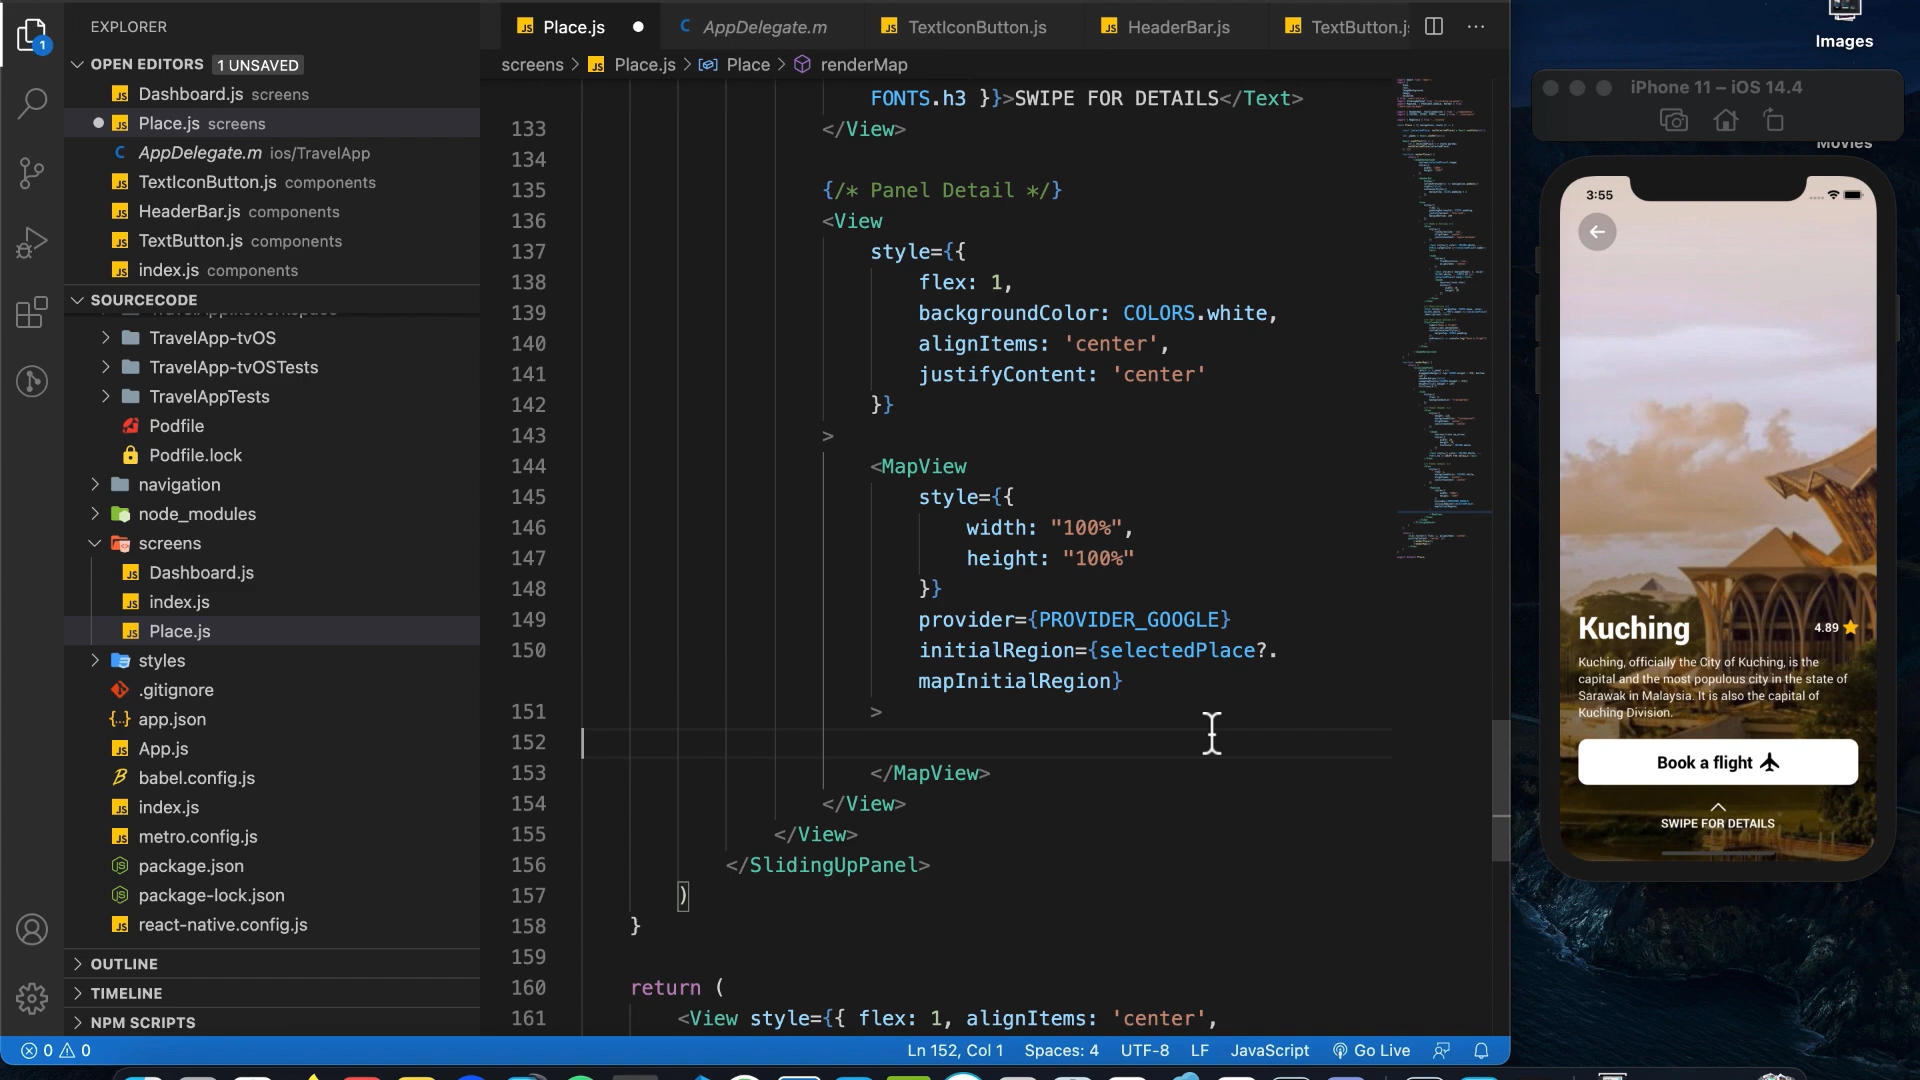 EXPLORER
OPEN EDITORS 1 UNSAVED
Dashboard.js screens
Place.js screens
AppDelegate.m ios/TravelApp
TextIconButton.js components
HeaderBar.js components
TextButton.js components
index.js components
SOURCECODE
TravelApp-tvOS
TravelApp-tvOSTests
TravelAppTests
Podfile
Podfile.lock
navigation
node_modules
screens
Dashboard.js
index.js
Place.js
styles
.gitignore
app.json
App.js
babel.config.js
index.js
metro.config.js
package.json
package-lock.json
react-native.config.js
OUTLINE
TIMELINE
NPM SCRIPTS
Place.js AppDelegate.m TextIconButton.js HeaderBar.js TextButton.j
screens > Place.js > Place > renderMap
FONTS.h3 }}>SWIPE FOR DETAILS</Text>
133 </View>
134
135 {/* Panel Detail */}
136 <View
137 style={{
138 flex: 1,
139 backgroundColor: COLORS.white,
140 alignItems: 'center',
141 justifyContent: 'center'
142 }}
143 >
144 <MapView
145 style={{
146 width: "100%",
147 height: "100%"
148 }}
149 provider={PROVIDER_GOOGLE}
150 initialRegion={selectedPlace?.
mapInitialRegion}
151 >
152
153 </MapView>
154 </View>
155 </View>
156 </SlidingUpPanel>
157 )
158 }
159
160 return (
161 <View style={{ flex: 1, alignItems: 'center',
0 0 Ln 152, Col 1 Spaces: 4 UTF-8 LF JavaScript Go Live
Images
iPhone 11 – iOS 14.4
Movies
3:55
Kuching 4.89
Kuching, officially the City of Kuching, is the
capital and the most populous city in the state of
Sarawak in Malaysia. It is also the capital of
Kuching Division.
Book a flight
SWIPE FOR DETAILS